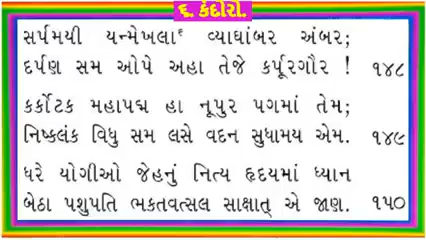 ૬. કંદોરો.
સર્પમયી યન્મેખલા૬ વ્યાઘ્રાંબર અંબર;
દર્પણ સમ ઓપે અહા તેજે કર્પૂરગૌર ! ૧૪૮
કર્કોટક મહાપદ્મ હા નૂપુર પગમાં તેમ;
નિષ્કલંક વિધુ સમ લસે વદન સુધામય એમ. ૧૪૯
ધરે યોગીઓ જેહનું નિત્ય હૃદયમાં ધ્યાન
બેઠા પશુપતિ ભક્તવત્સલ સાક્ષાત્ એ જાણ. ૧૫૦